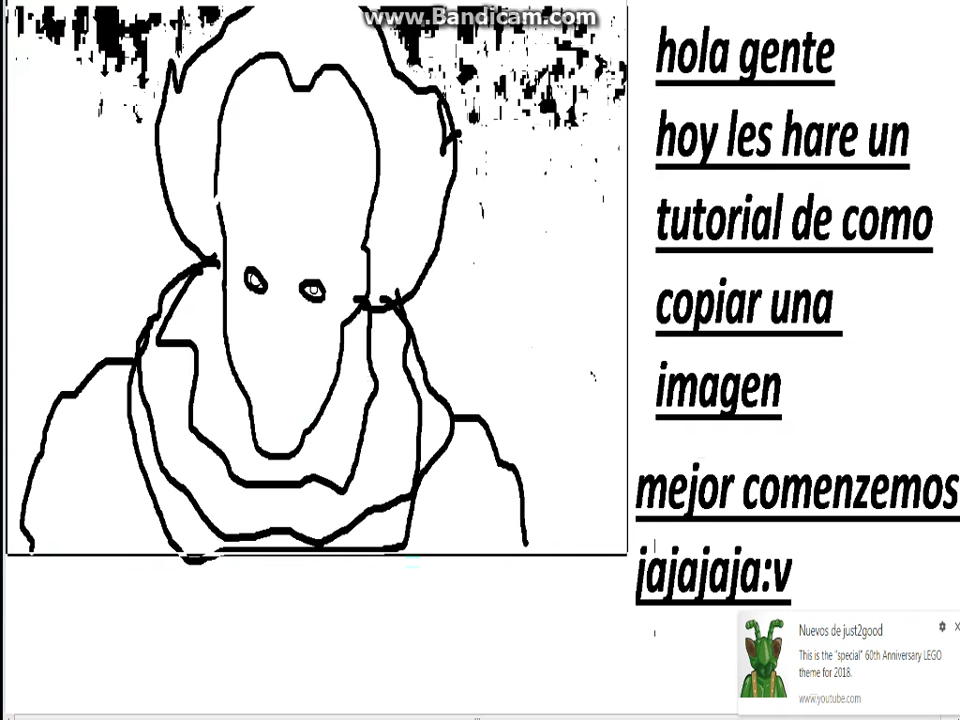 www.Bandicam.com
hola gente
hoy les hare un
tutorial de como
copiar una
imagen
mejor comenzemos
jajajaja:v
Nuevos de just2good
This is the "special" 60th Anniversary LEGO
theme for 2018.
www.youtube.com